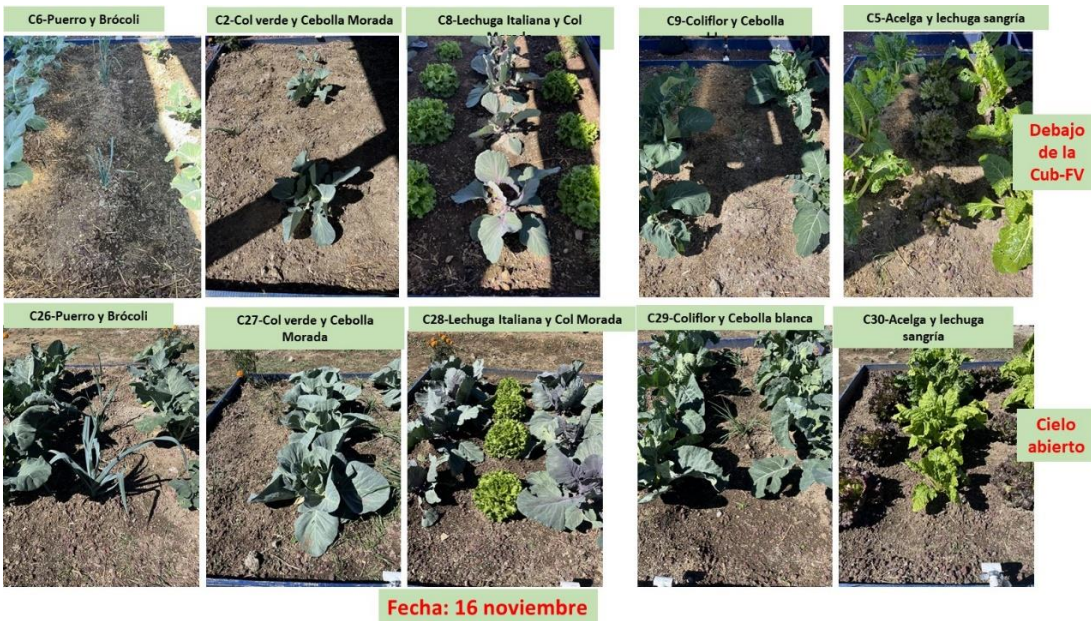 C6-Puerro y Brócoli
C2-Col verde y Cebolla Morada
C8-Lechuga Italiana y Col
Morada
C9-Coliflor y Cebolla
C5-Acelga y lechuga sangría
Debajo
de la
Cub-FV
C26-Puerro y Brócoli
C27-Col verde y Cebolla
Morada
C28-Lechuga Italiana y Col Morada
C29-Coliflor y Cebolla blanca
C30-Acelga y lechuga
sangría
Cielo
abierto
Fecha: 16 noviembre